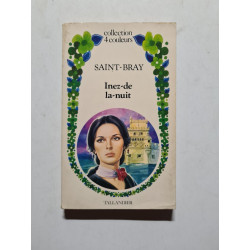 collection
4 couleurs
SAINT-BRAY
Inez-de
la-nuit
TALLANDIER